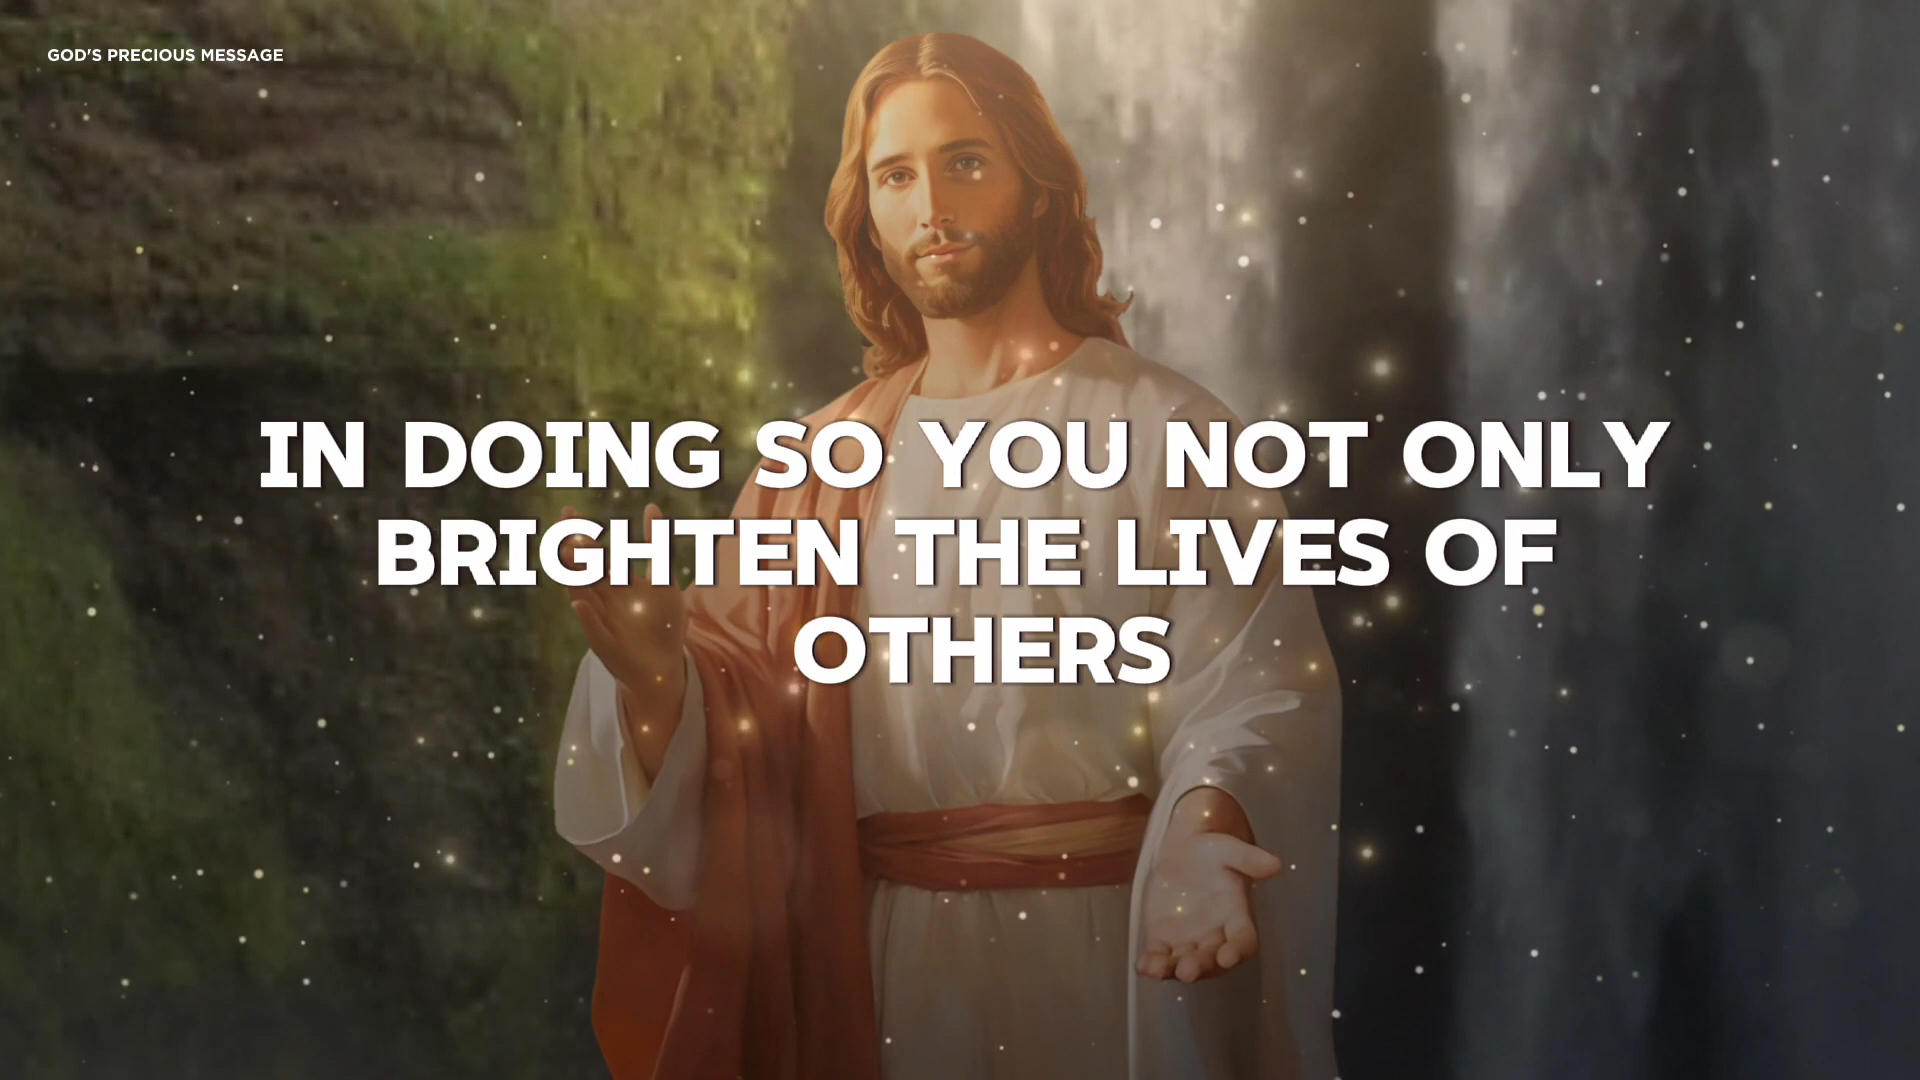 GOD'S PRECIOUS MESSAGE
IN DOING SO YOU NOT ONLY
BRIGHTEN THE LIVES OF
OTHERS